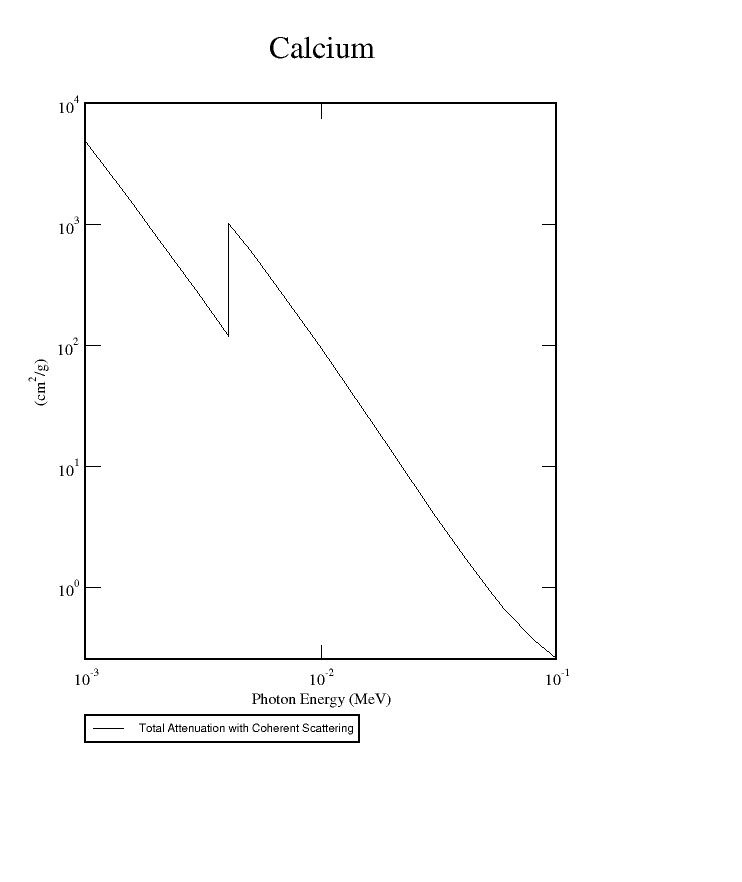 Calcium
10^4
10^3
10^2
10^1
10^0
(cm^2/g)
10^-3
10^-2
10^-1
Photon Energy (MeV)
Total Attenuation with Coherent Scattering